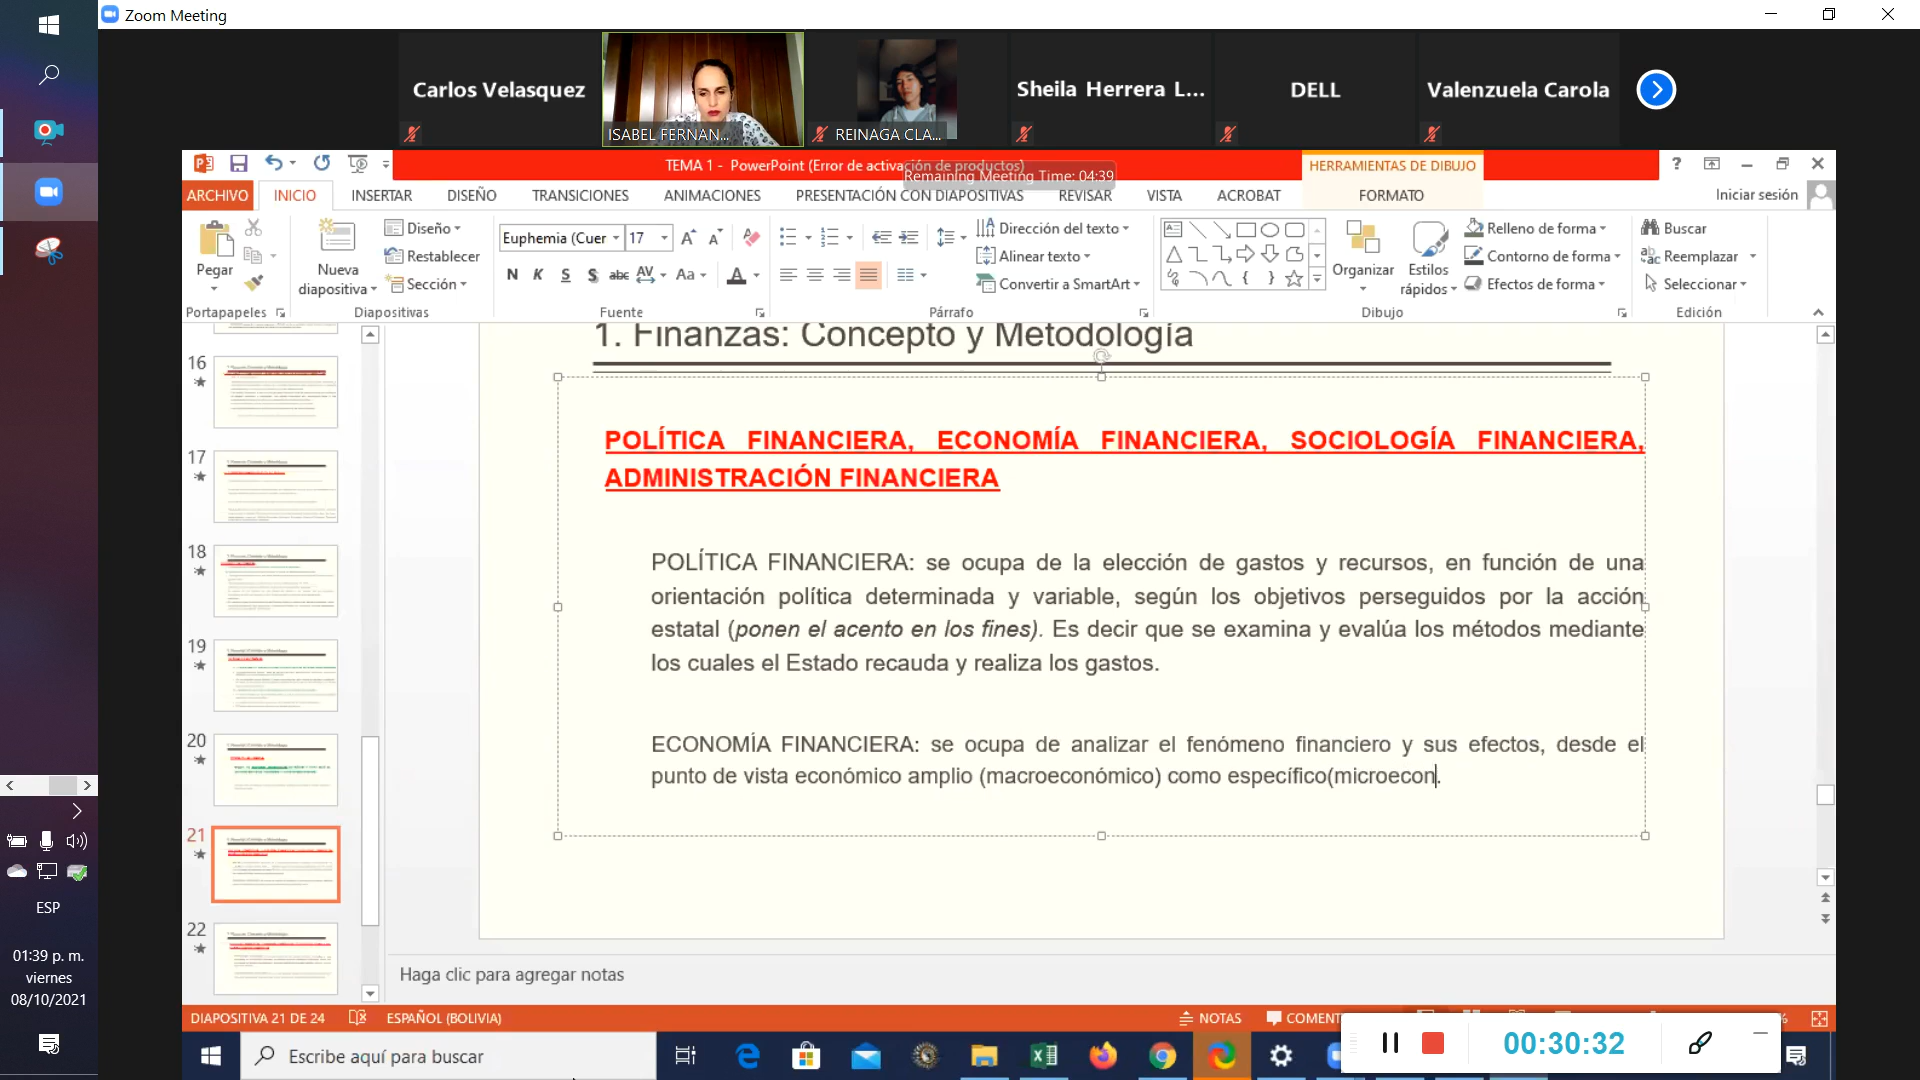 Zoom Meeting
Carlos Velasquez
ISABEL FERNAN...
REINAGA CLA...
Sheila Herrera L...
DELL
Valenzuela Carola
TEMA 1 - PowerPoint (Error de activación de productos)
Remaining Meeting Time: 04:39
HERRAMIENTAS DE DIBUJO
ARCHIVO INICIO INSERTAR DISEÑO TRANSICIONES ANIMACIONES PRESENTACIÓN CON DIAPOSITIVAS REVISAR VISTA ACROBAT FORMATO Iniciar sesión
Pegar
Nueva diapositiva
Diseño
Restablecer
Sección
Euphemia (Cuer 17
N K S S abc AV Aa A
Dirección del texto
Alinear texto
Convertir a SmartArt
Organizar
Estilos rápidos
Relleno de forma
Contorno de forma
Efectos de forma
Buscar
Reemplazar
Seleccionar
Portapapeles Diapositivas Fuente Párrafo Dibujo Edición
16
17
18
19
20
21
22
1. Finanzas: Concepto y Metodología
POLÍTICA FINANCIERA, ECONOMÍA FINANCIERA, SOCIOLOGÍA FINANCIERA,
ADMINISTRACIÓN FINANCIERA
POLÍTICA FINANCIERA: se ocupa de la elección de gastos y recursos, en función de una
orientación política determinada y variable, según los objetivos perseguidos por la acción
estatal (ponen el acento en los fines). Es decir que se examina y evalúa los métodos mediante
los cuales el Estado recauda y realiza los gastos.
ECONOMÍA FINANCIERA: se ocupa de analizar el fenómeno financiero y sus efectos, desde el
punto de vista económico amplio (macroeconómico) como específico(microecon.
Haga clic para agregar notas
DIAPOSITIVA 21 DE 24 ESPAÑOL (BOLIVIA) NOTAS COMENT
Escribe aquí para buscar
00:30:32
ESP
01:39 p. m.
viernes
08/10/2021